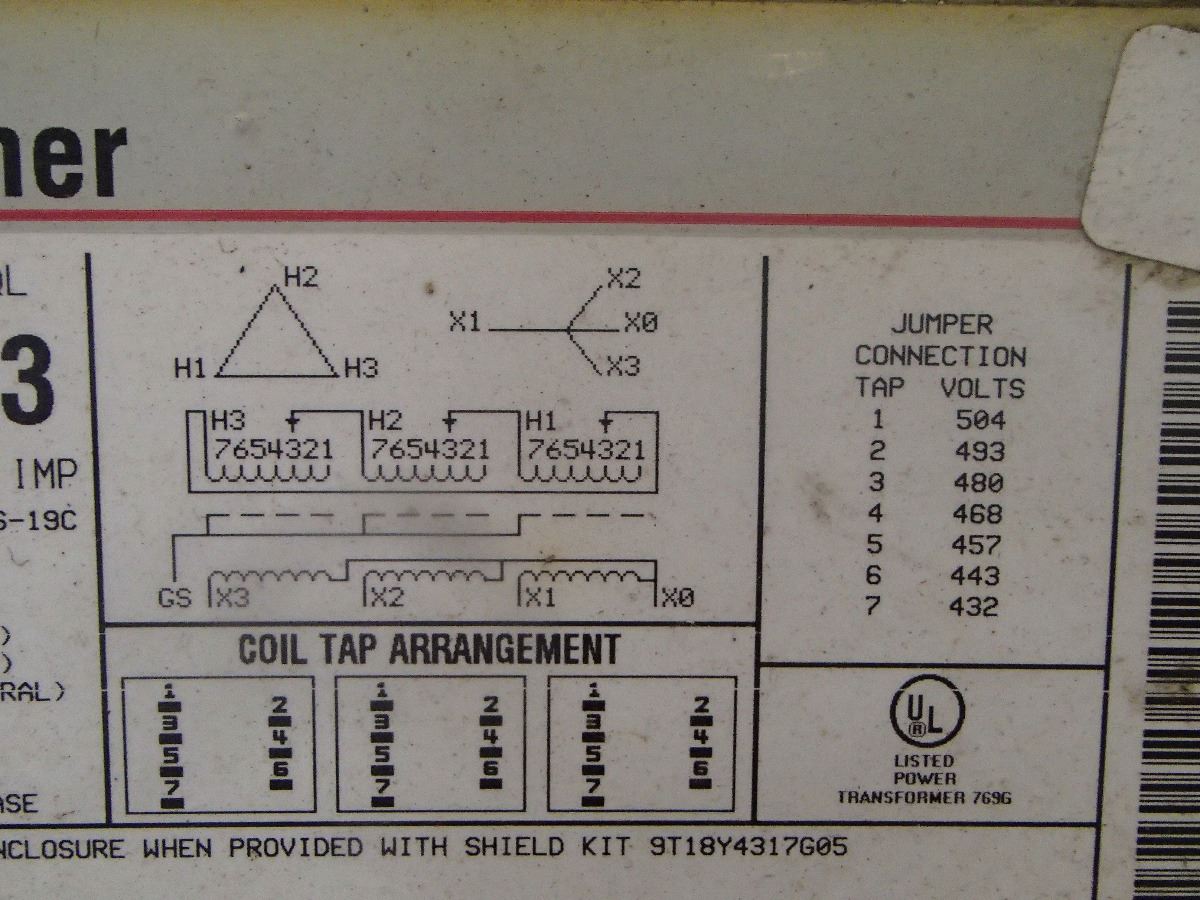 H2
X2
X1 X0
H1 H3
X3
H3 H2 H1
7654321 7654321 7654321
GS X3 X2 X1 X0
JUMPER
CONNECTION
TAP VOLTS
1 504
2 493
3 480
4 468
5 457
6 443
7 432
3
IMP
-19C
)
)
RAL)
COIL TAP ARRANGEMENT
1 1 1
2 2 2
3 3 3
4 4 4
5 5 5
6 6 6
7 7 7
UL
®
LISTED
POWER
TRANSFORMER 769G
ASE
NCLOSURE WHEN PROVIDED WITH SHIELD KIT 9T18Y4317G05